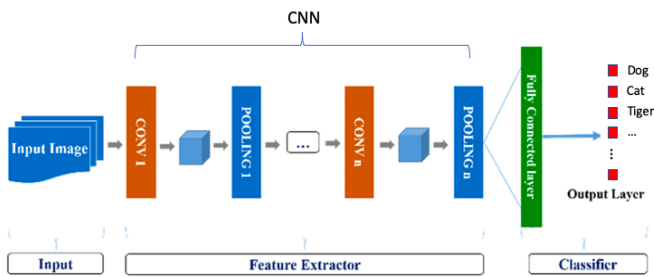 CNN
Input Image
CONV 1
POOLING 1
...
CONV n
POOLING n
Fully Connected layer
Dog
Cat
Tiger
...
Output Layer
Input
Feature Extractor
Classifier